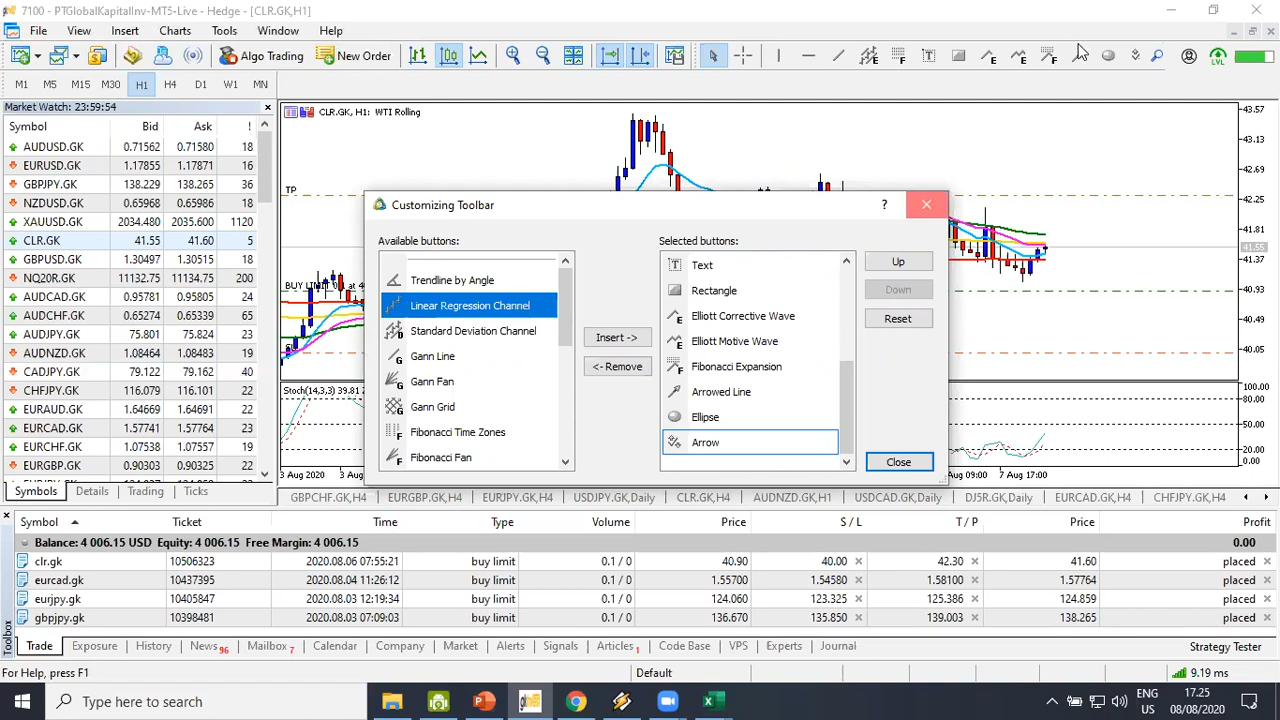 7100 - PTGlobalKapitalInv-MT5-Live - Hedge - [CLR.GK,H1]
File View Insert Charts Tools Window Help
Algo Trading New Order LVL
M1 M5 M15 M30 H1 H4 D1 W1 MN
Market Watch: 23:59:54
Symbol Bid Ask !
AUDUSD.GK 0.71562 0.71580 18
EURUSD.GK 1.17855 1.17871 16
GBPJPY.GK 138.229 138.265 36
NZDUSD.GK 0.65968 0.65986 18
XAUUSD.GK 2034.480 2035.600 1120
CLR.GK 41.55 41.60 5
GBPUSD.GK 1.30497 1.30515 18
NQ20R.GK 11132.75 11134.75 200
AUDCAD.GK 0.95781 0.95805 24
AUDCHF.GK 0.65274 0.65339 65
AUDJPY.GK 75.801 75.824 23
AUDNZD.GK 1.08464 1.08483 19
CADJPY.GK 79.122 79.162 40
CHFJPY.GK 116.079 116.101 22
EURAUD.GK 1.64669 1.64691 22
EURCAD.GK 1.57741 1.57764 23
EURCHF.GK 1.07538 1.07557 19
EURGBP.GK 0.90303 0.90325 22
Symbols Details Trading Ticks
CLR.GK, H1: WTI Rolling
TP
BUY LIMIT 0.1 at 4
43.57
42.69
42.25
41.81
41.55
41.37
40.93
40.49
40.05
Stoch(14,3,3) 39.81
100.00
80.00
20.00
0.00
3 Aug 2020
7 Aug 17:00
Customizing Toolbar ?
Available buttons:
Trendline by Angle
Linear Regression Channel
Standard Deviation Channel
Gann Line
Gann Fan
Gann Grid
Fibonacci Time Zones
Fibonacci Fan
Insert ->
<- Remove
Selected buttons:
Text
Rectangle
Elliott Corrective Wave
Elliott Motive Wave
Fibonacci Expansion
Arrowed Line
Ellipse
Arrow
Up
Down
Reset
Close
GBPCHF.GK,H4 EURGBP.GK,H4 EURJPY.GK,H4 USDJPY.GK,Daily CLR.GK,H4 AUDNZD.GK,H1 USDCAD.GK,Daily DJ5R.GK,Daily EURCAD.GK,H4 CHFJPY.GK,H4
Symbol Ticket Time Type Volume Price S / L T / P Price Profit
Balance: 4 006.15 USD Equity: 4 006.15 Free Margin: 4 006.15 0.00
clr.gk 10506323 2020.08.06 07:55:21 buy limit 0.1 / 0 40.90 40.00 42.30 41.60 placed
eurcad.gk 10437395 2020.08.04 11:26:12 buy limit 0.1 / 0 1.55700 1.54580 1.58100 1.57764 placed
eurjpy.gk 10405847 2020.08.03 12:19:34 buy limit 0.1 / 0 124.060 123.325 125.386 124.859 placed
gbpjpy.gk 10398481 2020.08.03 07:09:03 buy limit 0.1 / 0 136.670 135.850 139.003 138.265 placed
Toolbox
Trade Exposure History News 96 Mailbox 7 Calendar Company Market Alerts Signals Articles 1 Code Base VPS Experts Journal Strategy Tester
For Help, press F1 Default 9.19 ms
Type here to search
ENG
US
17.25
08/08/2020